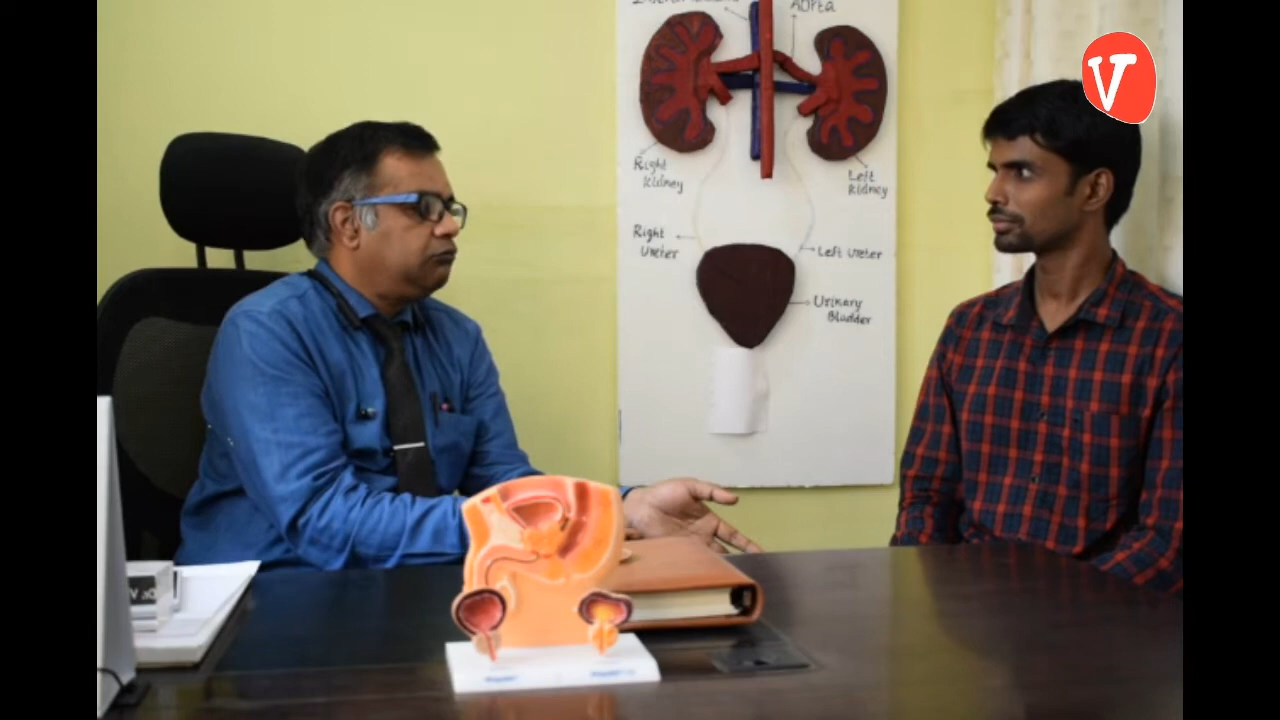 Aorta
V
Right
Kidney
Left
Kidney
Right
Ureter
Left Ureter
Urinary
Bladder